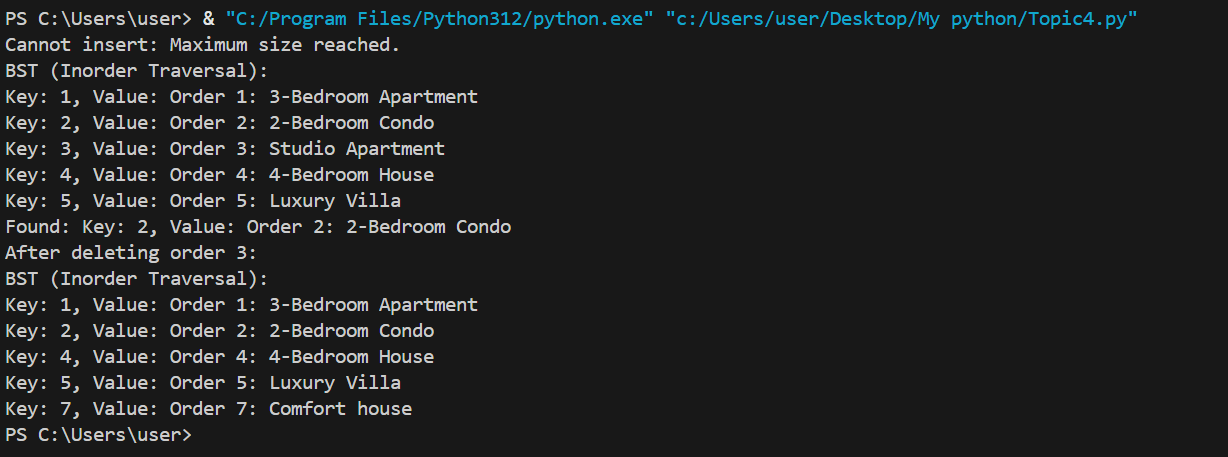 PS C:\Users\user> & "C:/Program Files/Python312/python.exe" "c:/Users/user/Desktop/My python/Topic4.py"
Cannot insert: Maximum size reached.
BST (Inorder Traversal):
Key: 1, Value: Order 1: 3-Bedroom Apartment
Key: 2, Value: Order 2: 2-Bedroom Condo
Key: 3, Value: Order 3: Studio Apartment
Key: 4, Value: Order 4: 4-Bedroom House
Key: 5, Value: Order 5: Luxury Villa
Found: Key: 2, Value: Order 2: 2-Bedroom Condo
After deleting order 3:
BST (Inorder Traversal):
Key: 1, Value: Order 1: 3-Bedroom Apartment
Key: 2, Value: Order 2: 2-Bedroom Condo
Key: 4, Value: Order 4: 4-Bedroom House
Key: 5, Value: Order 5: Luxury Villa
Key: 7, Value: Order 7: Comfort house
PS C:\Users\user>